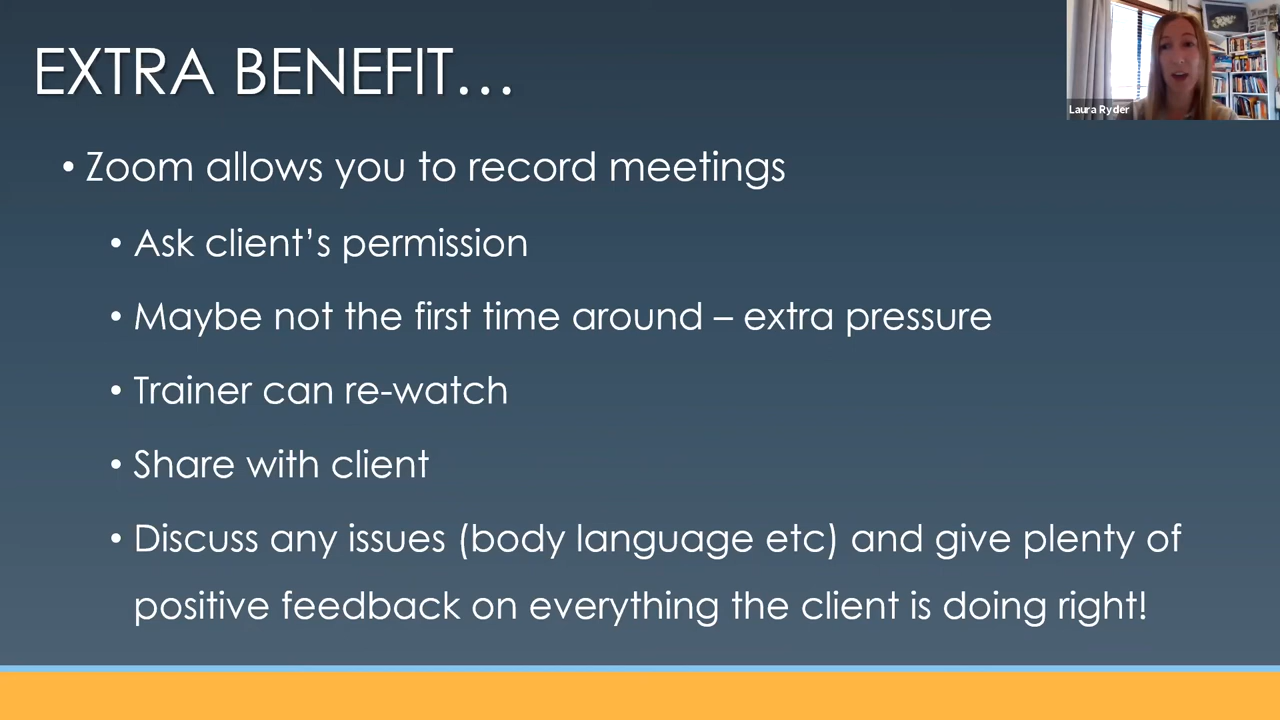 EXTRA BENEFIT…
Laura Ryder
• Zoom allows you to record meetings
• Ask client’s permission
• Maybe not the first time around – extra pressure
• Trainer can re-watch
• Share with client
• Discuss any issues (body language etc) and give plenty of
positive feedback on everything the client is doing right!